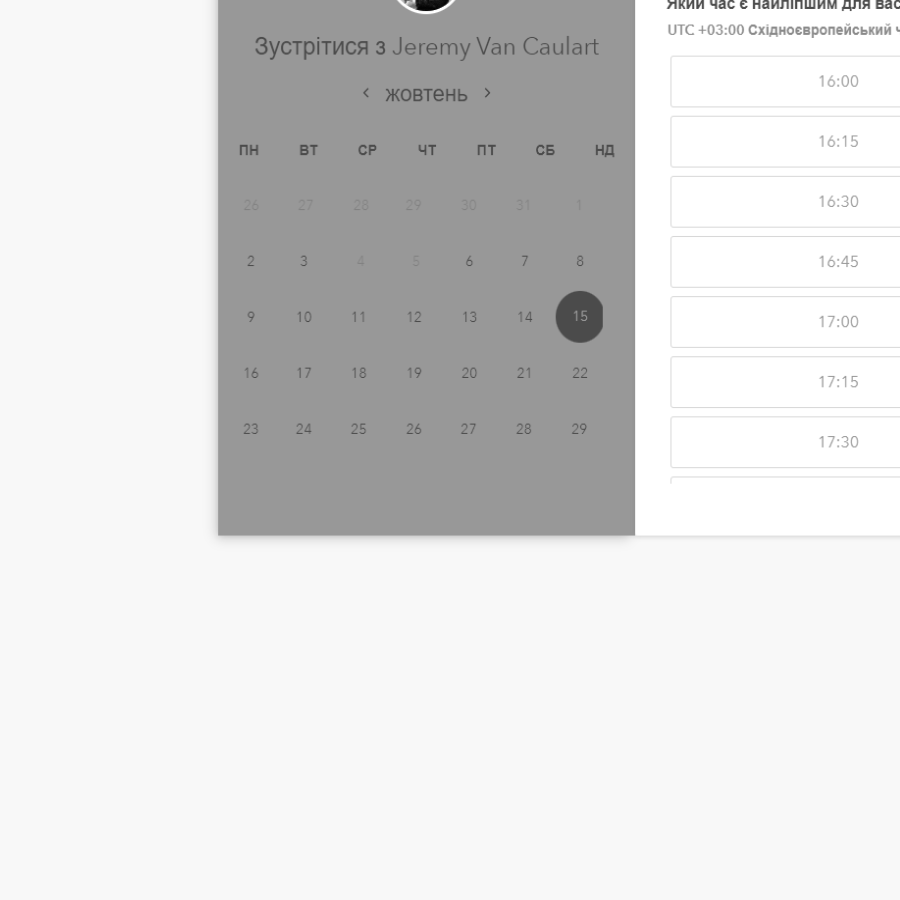 Зустрітися з Jeremy Van Caulart
‹ жовтень ›
ПН ВТ СР ЧТ ПТ СБ НД
26 27 28 29 30 31 1
2 3 4 5 6 7 8
9 10 11 12 13 14 15
16 17 18 19 20 21 22
23 24 25 26 27 28 29
Який час є найліпшим для вас
UTC +03:00 Східноєвропейський
16:00
16:15
16:30
16:45
17:00
17:15
17:30